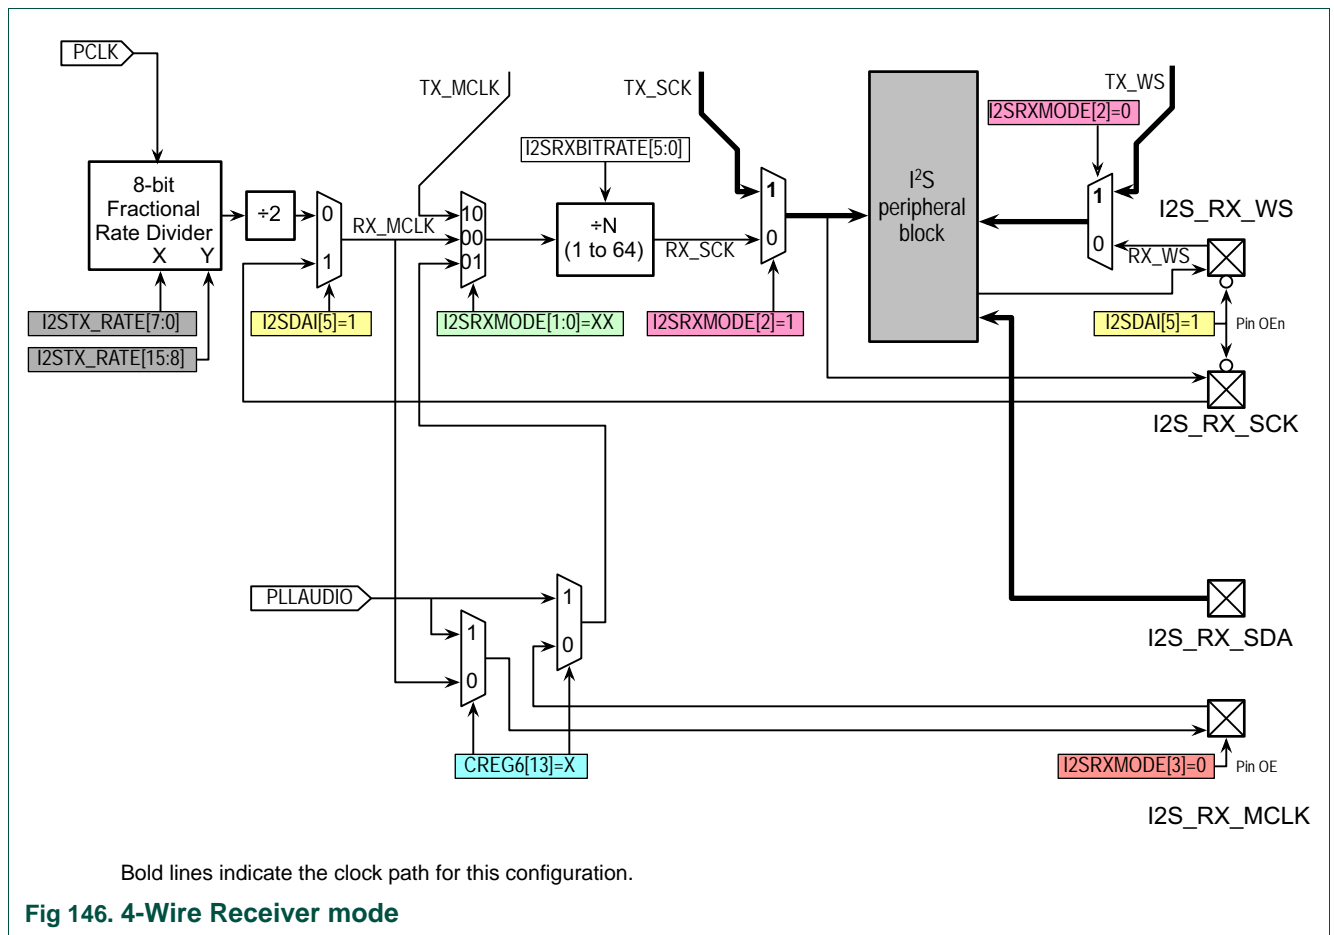 PCLK
TX_MCLK
TX_SCK
TX_WS
I2SRXMODE[2]=0
I2SRXBITRATE[5:0]
8-bit
Fractional
Rate Divider
X Y
÷2
0
1
RX_MCLK
10
00
01
÷N
(1 to 64)
RX_SCK
1
0
I²S
peripheral
block
1
0
RX_WS
I2S_RX_WS
I2STX_RATE[7:0]
I2SDAI[5]=1
I2SRXMODE[1:0]=XX
I2SRXMODE[2]=1
I2SDAI[5]=1
Pin OEn
I2STX_RATE[15:8]
I2S_RX_SCK
PLLAUDIO
1
0
1
0
I2S_RX_SDA
CREG6[13]=X
I2SRXMODE[3]=0
Pin OE
I2S_RX_MCLK
Bold lines indicate the clock path for this configuration.
Fig 146. 4-Wire Receiver mode